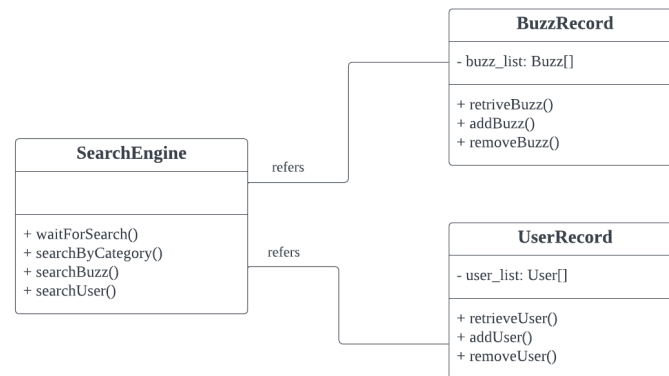 SearchEngine
+ waitForSearch()
+ searchByCategory()
+ searchBuzz()
+ searchUser()
refers
refers
BuzzRecord
- buzz_list: Buzz[]
+ retriveBuzz()
+ addBuzz()
+ removeBuzz()
UserRecord
- user_list: User[]
+ retrieveUser()
+ addUser()
+ removeUser()